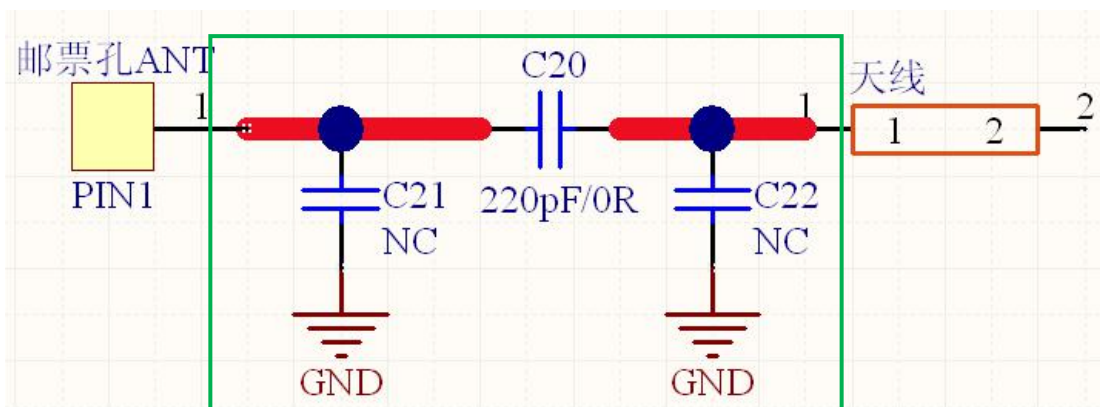 邮票孔ANT
1
PIN1
C20
220pF/0R
C21
NC
GND
C22
NC
GND
天线
1
1
2
2